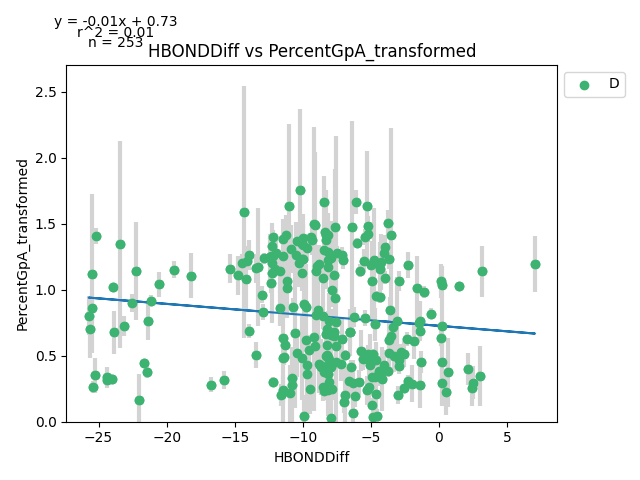 y = -0.01x + 0.73
r^2 = 0.01
n = 253
HBONDDiff vs PercentGpA_transformed
D
PercentGpA_transformed
2.5
2.0
1.5
1.0
0.5
0.0
−25
−20
−15
−10
−5
0
5
HBONDDiff